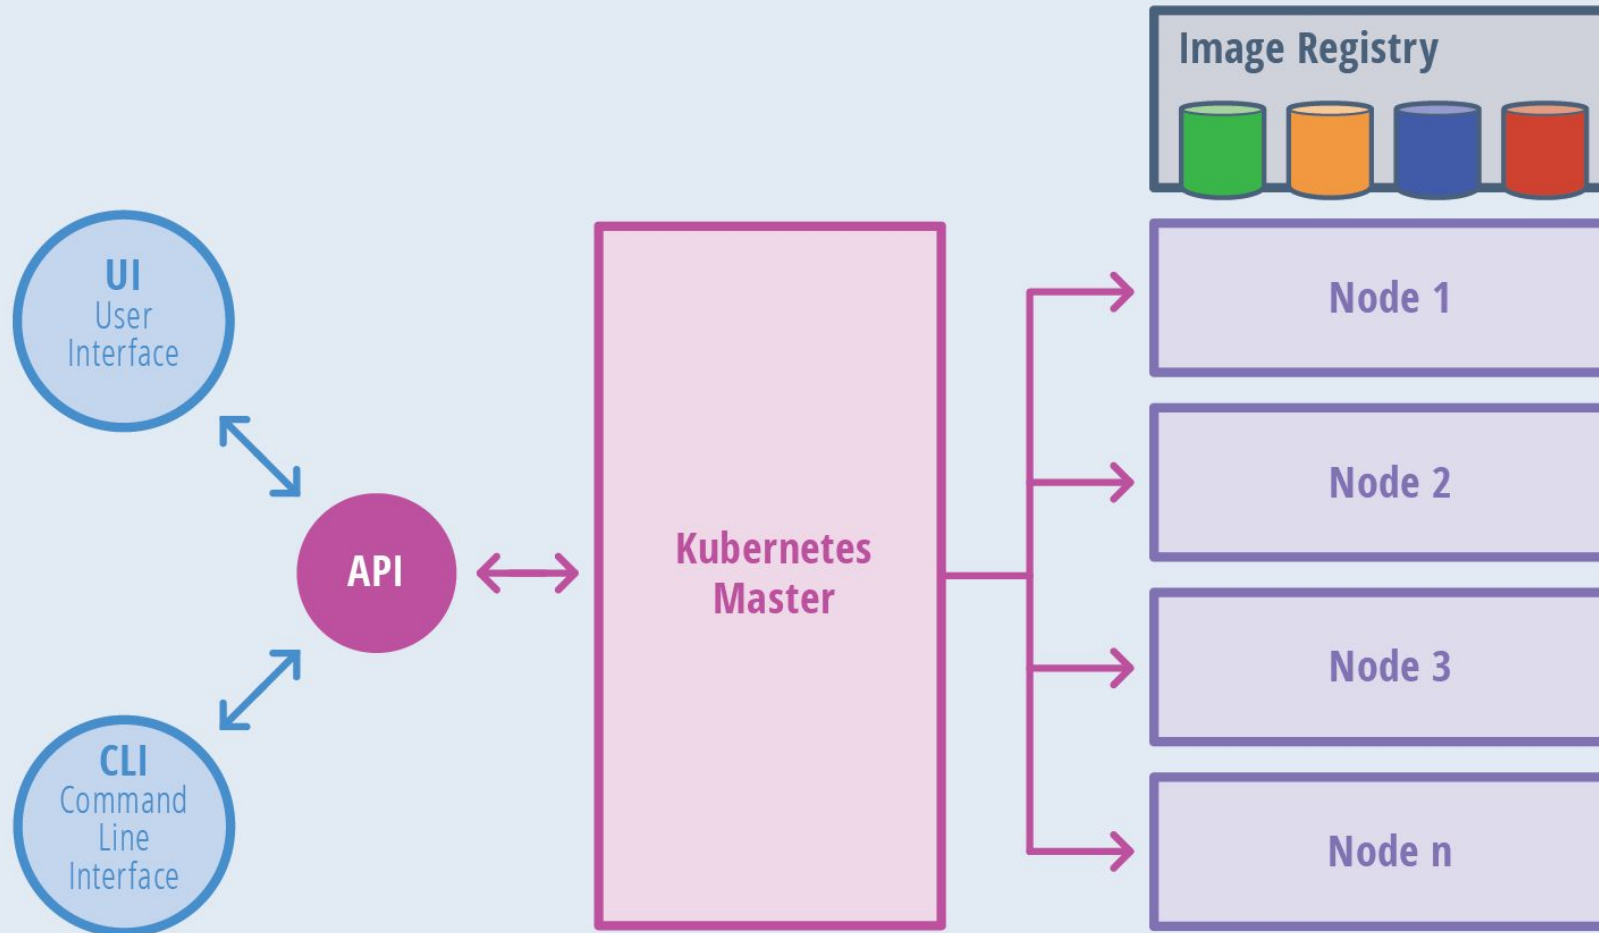 Image Registry
UI
User
Interface
Node 1
Node 2
API
Kubernetes
Master
Node 3
CLI
Command
Line
Interface
Node n